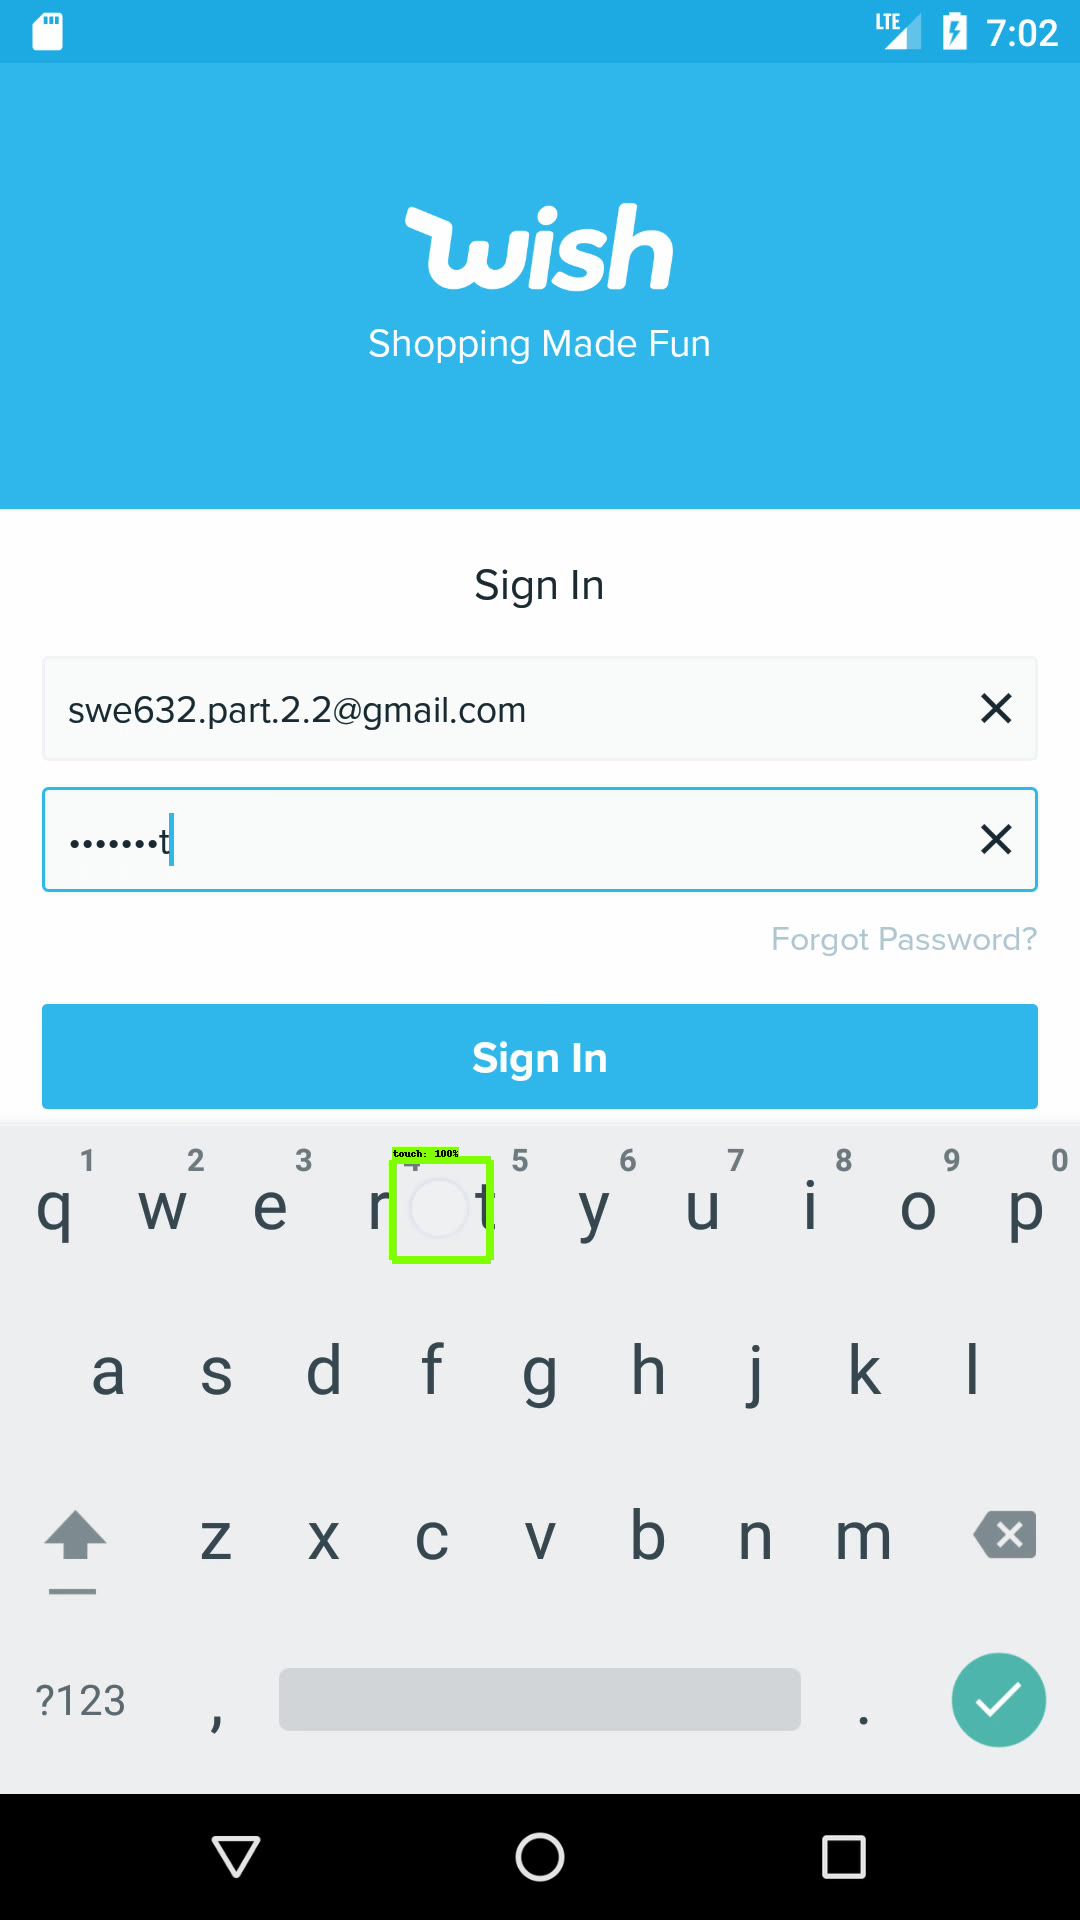 LTE 7:02
wish
Shopping Made Fun
Sign In
swe632.part.2.2@gmail.com
•••••••t
Forgot Password?
Sign In
touch: 100%
1 2 3 4 5 6 7 8 9 0
q w e r t y u i o p
a s d f g h j k l
z x c v b n m
?123 , .